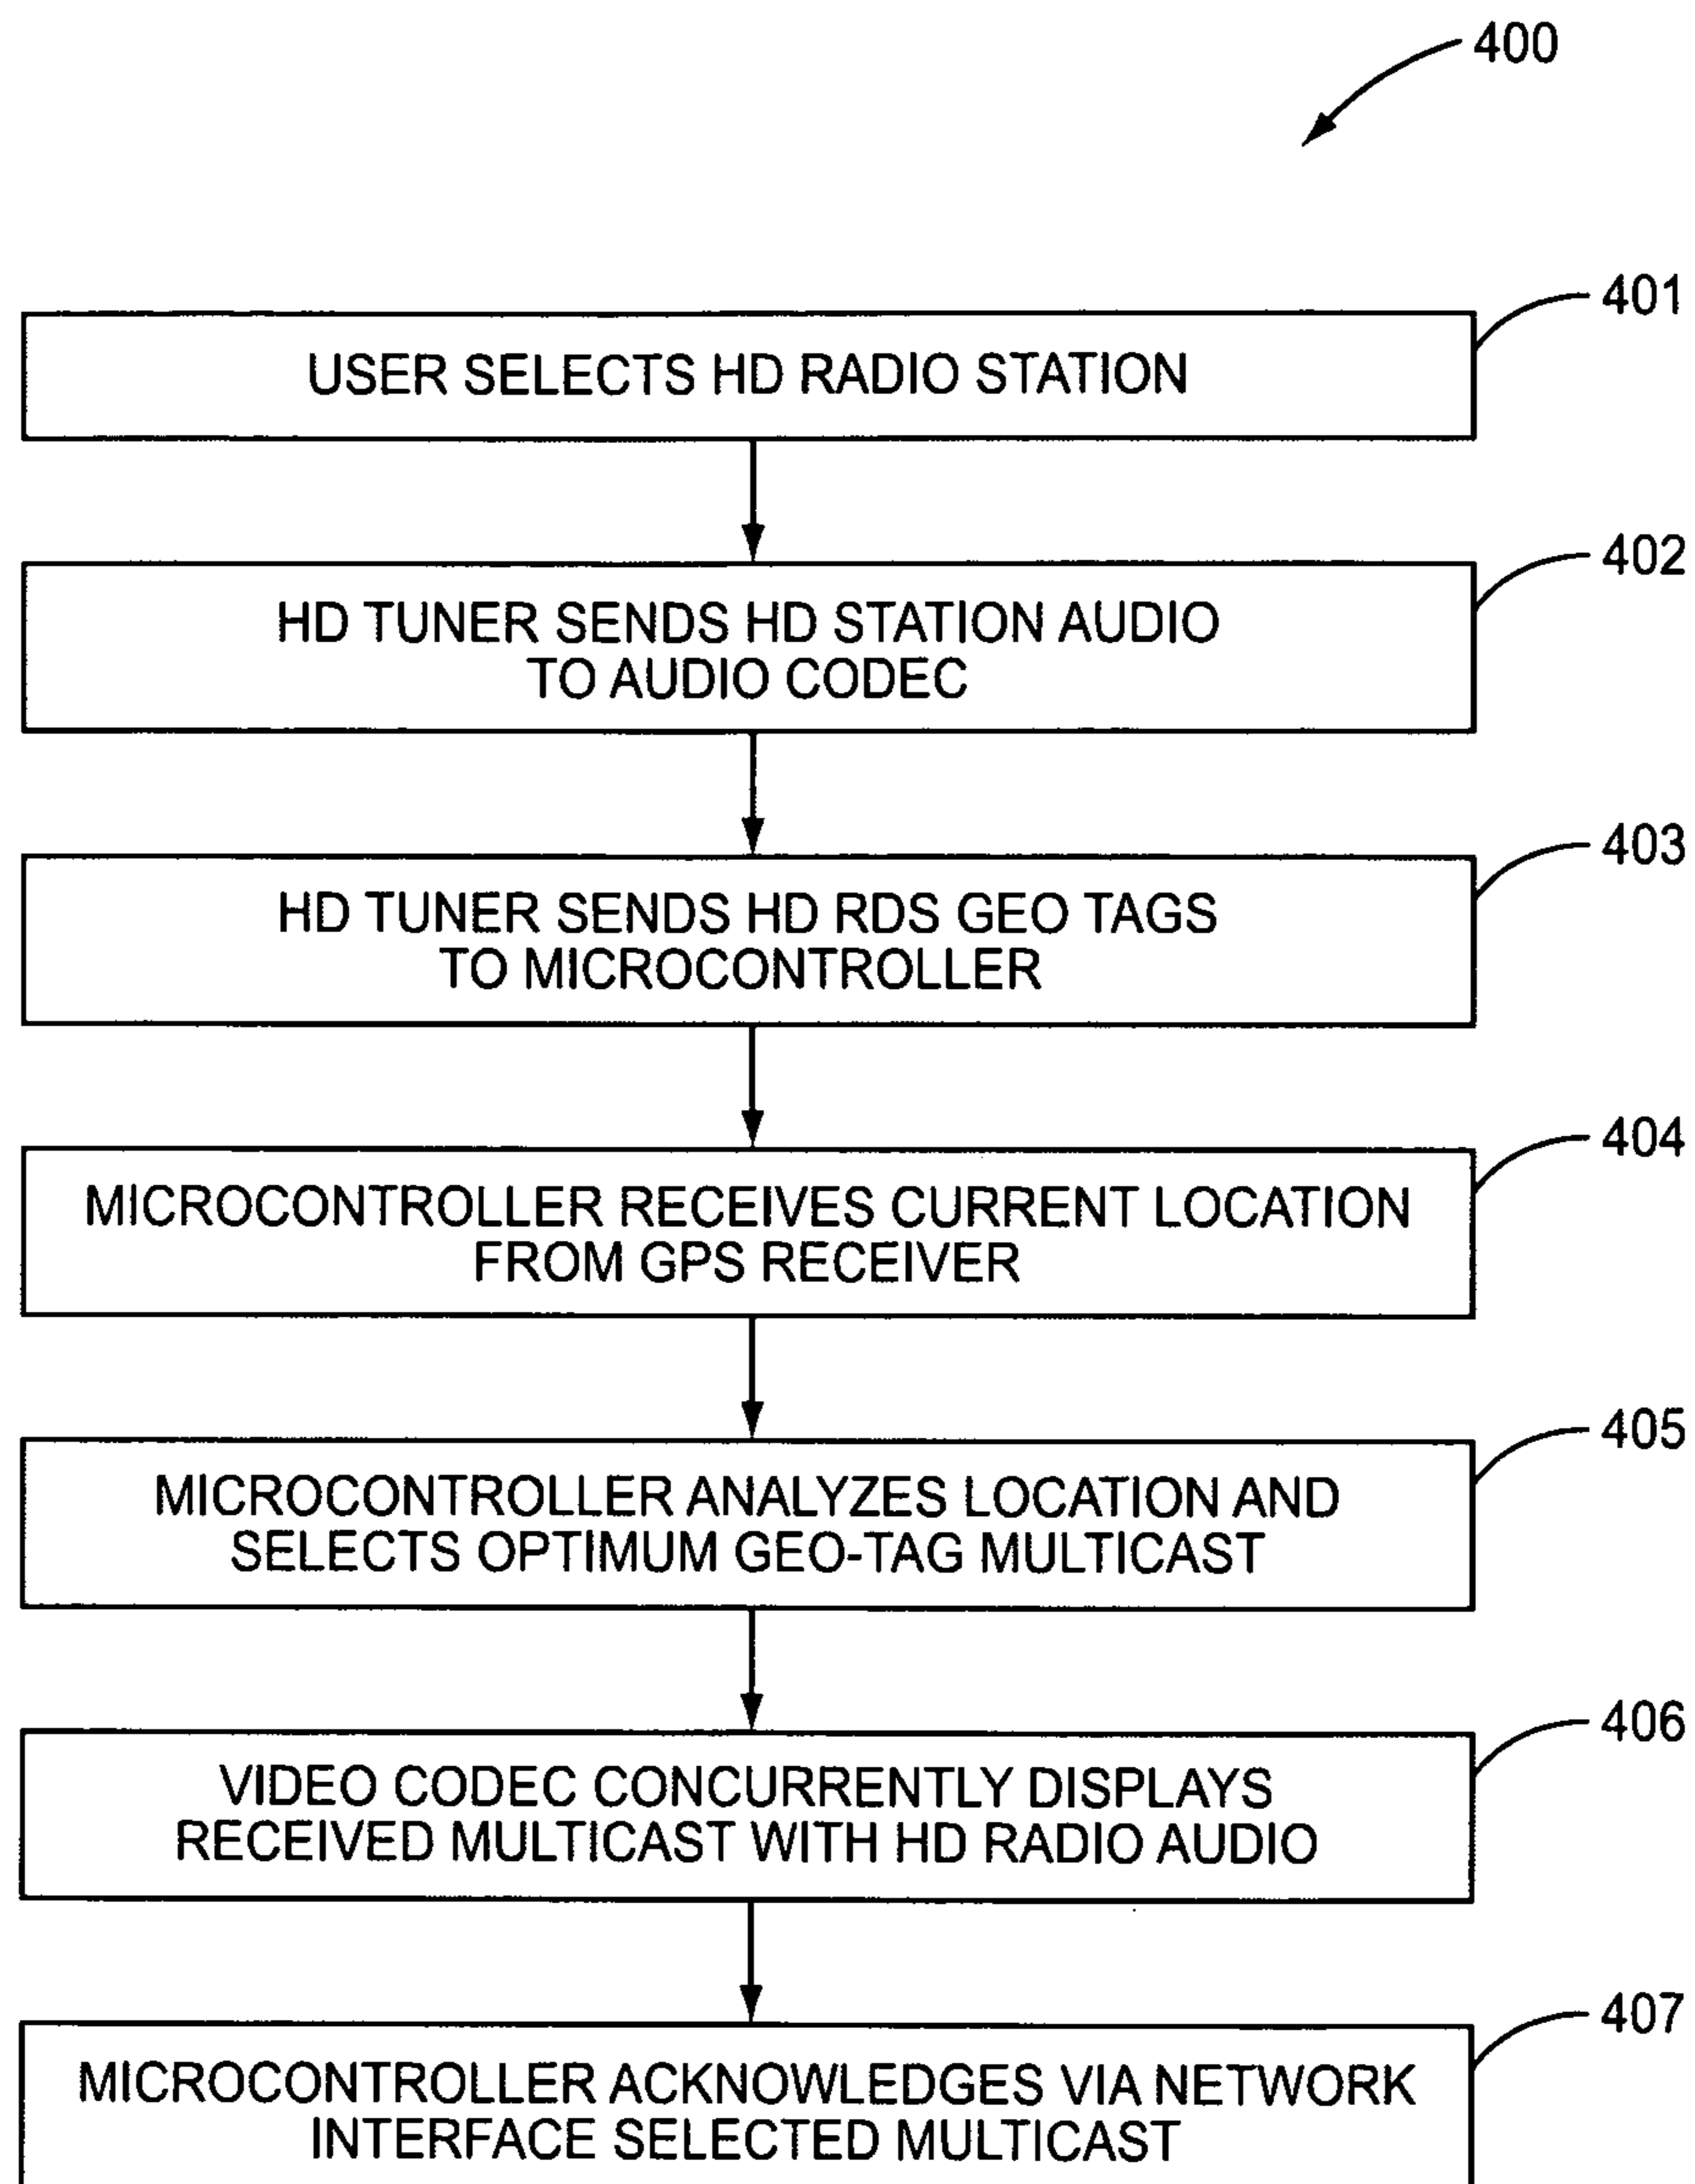 400
401
USER SELECTS HD RADIO STATION
402
HD TUNER SENDS HD STATION AUDIO
TO AUDIO CODEC
403
HD TUNER SENDS HD RDS GEO TAGS
TO MICROCONTROLLER
404
MICROCONTROLLER RECEIVES CURRENT LOCATION
FROM GPS RECEIVER
405
MICROCONTROLLER ANALYZES LOCATION AND
SELECTS OPTIMUM GEO-TAG MULTICAST
406
VIDEO CODEC CONCURRENTLY DISPLAYS
RECEIVED MULTICAST WITH HD RADIO AUDIO
407
MICROCONTROLLER ACKNOWLEDGES VIA NETWORK
INTERFACE SELECTED MULTICAST